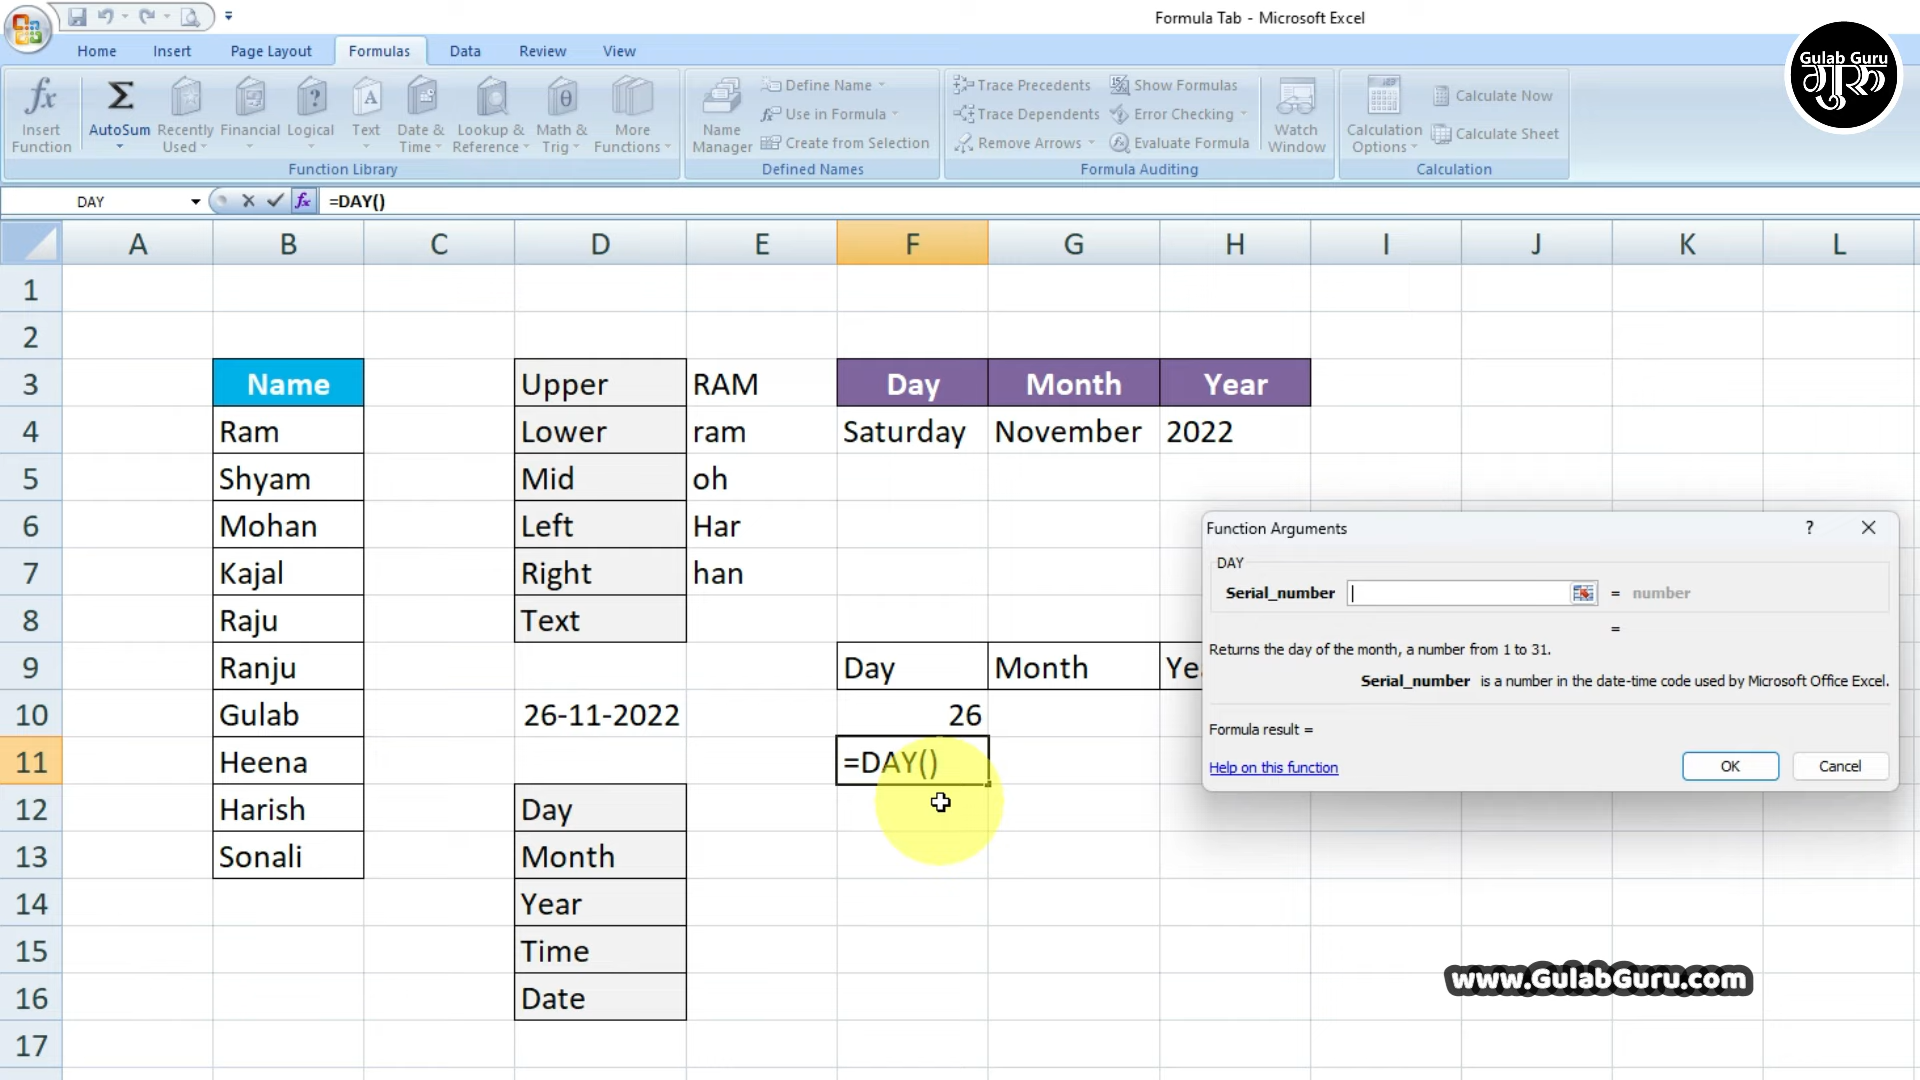 Formula Tab - Microsoft Excel
Home Insert Page Layout Formulas Data Review View
Gulab Guru
गुरू
fx Insert Function
Σ AutoSum
Recently Used
Financial
Logical
Text
Date & Time
Lookup & Reference
Math & Trig
More Functions
Function Library
Name Manager
Define Name
Use in Formula
Create from Selection
Defined Names
Trace Precedents
Trace Dependents
Remove Arrows
Show Formulas
Error Checking
Evaluate Formula
Watch Window
Formula Auditing
Calculation Options
Calculate Now
Calculate Sheet
Calculation
DAY fx =DAY()
A B C D E F G H I J K L
1
2
3 Name Upper RAM Day Month Year
4 Ram Lower ram Saturday November 2022
5 Shyam Mid oh
6 Mohan Left Har
7 Kajal Right han
8 Raju Text
9 Ranju Day Month Ye
10 Gulab 26-11-2022 26
11 Heena =DAY()
12 Harish Day
13 Sonali Month
14 Year
15 Time
16 Date
17
Function Arguments ?
DAY
Serial_number = number
=
Returns the day of the month, a number from 1 to 31.
Serial_number is a number in the date-time code used by Microsoft Office Excel.
Formula result =
Help on this function OK Cancel
www.GulabGuru.com